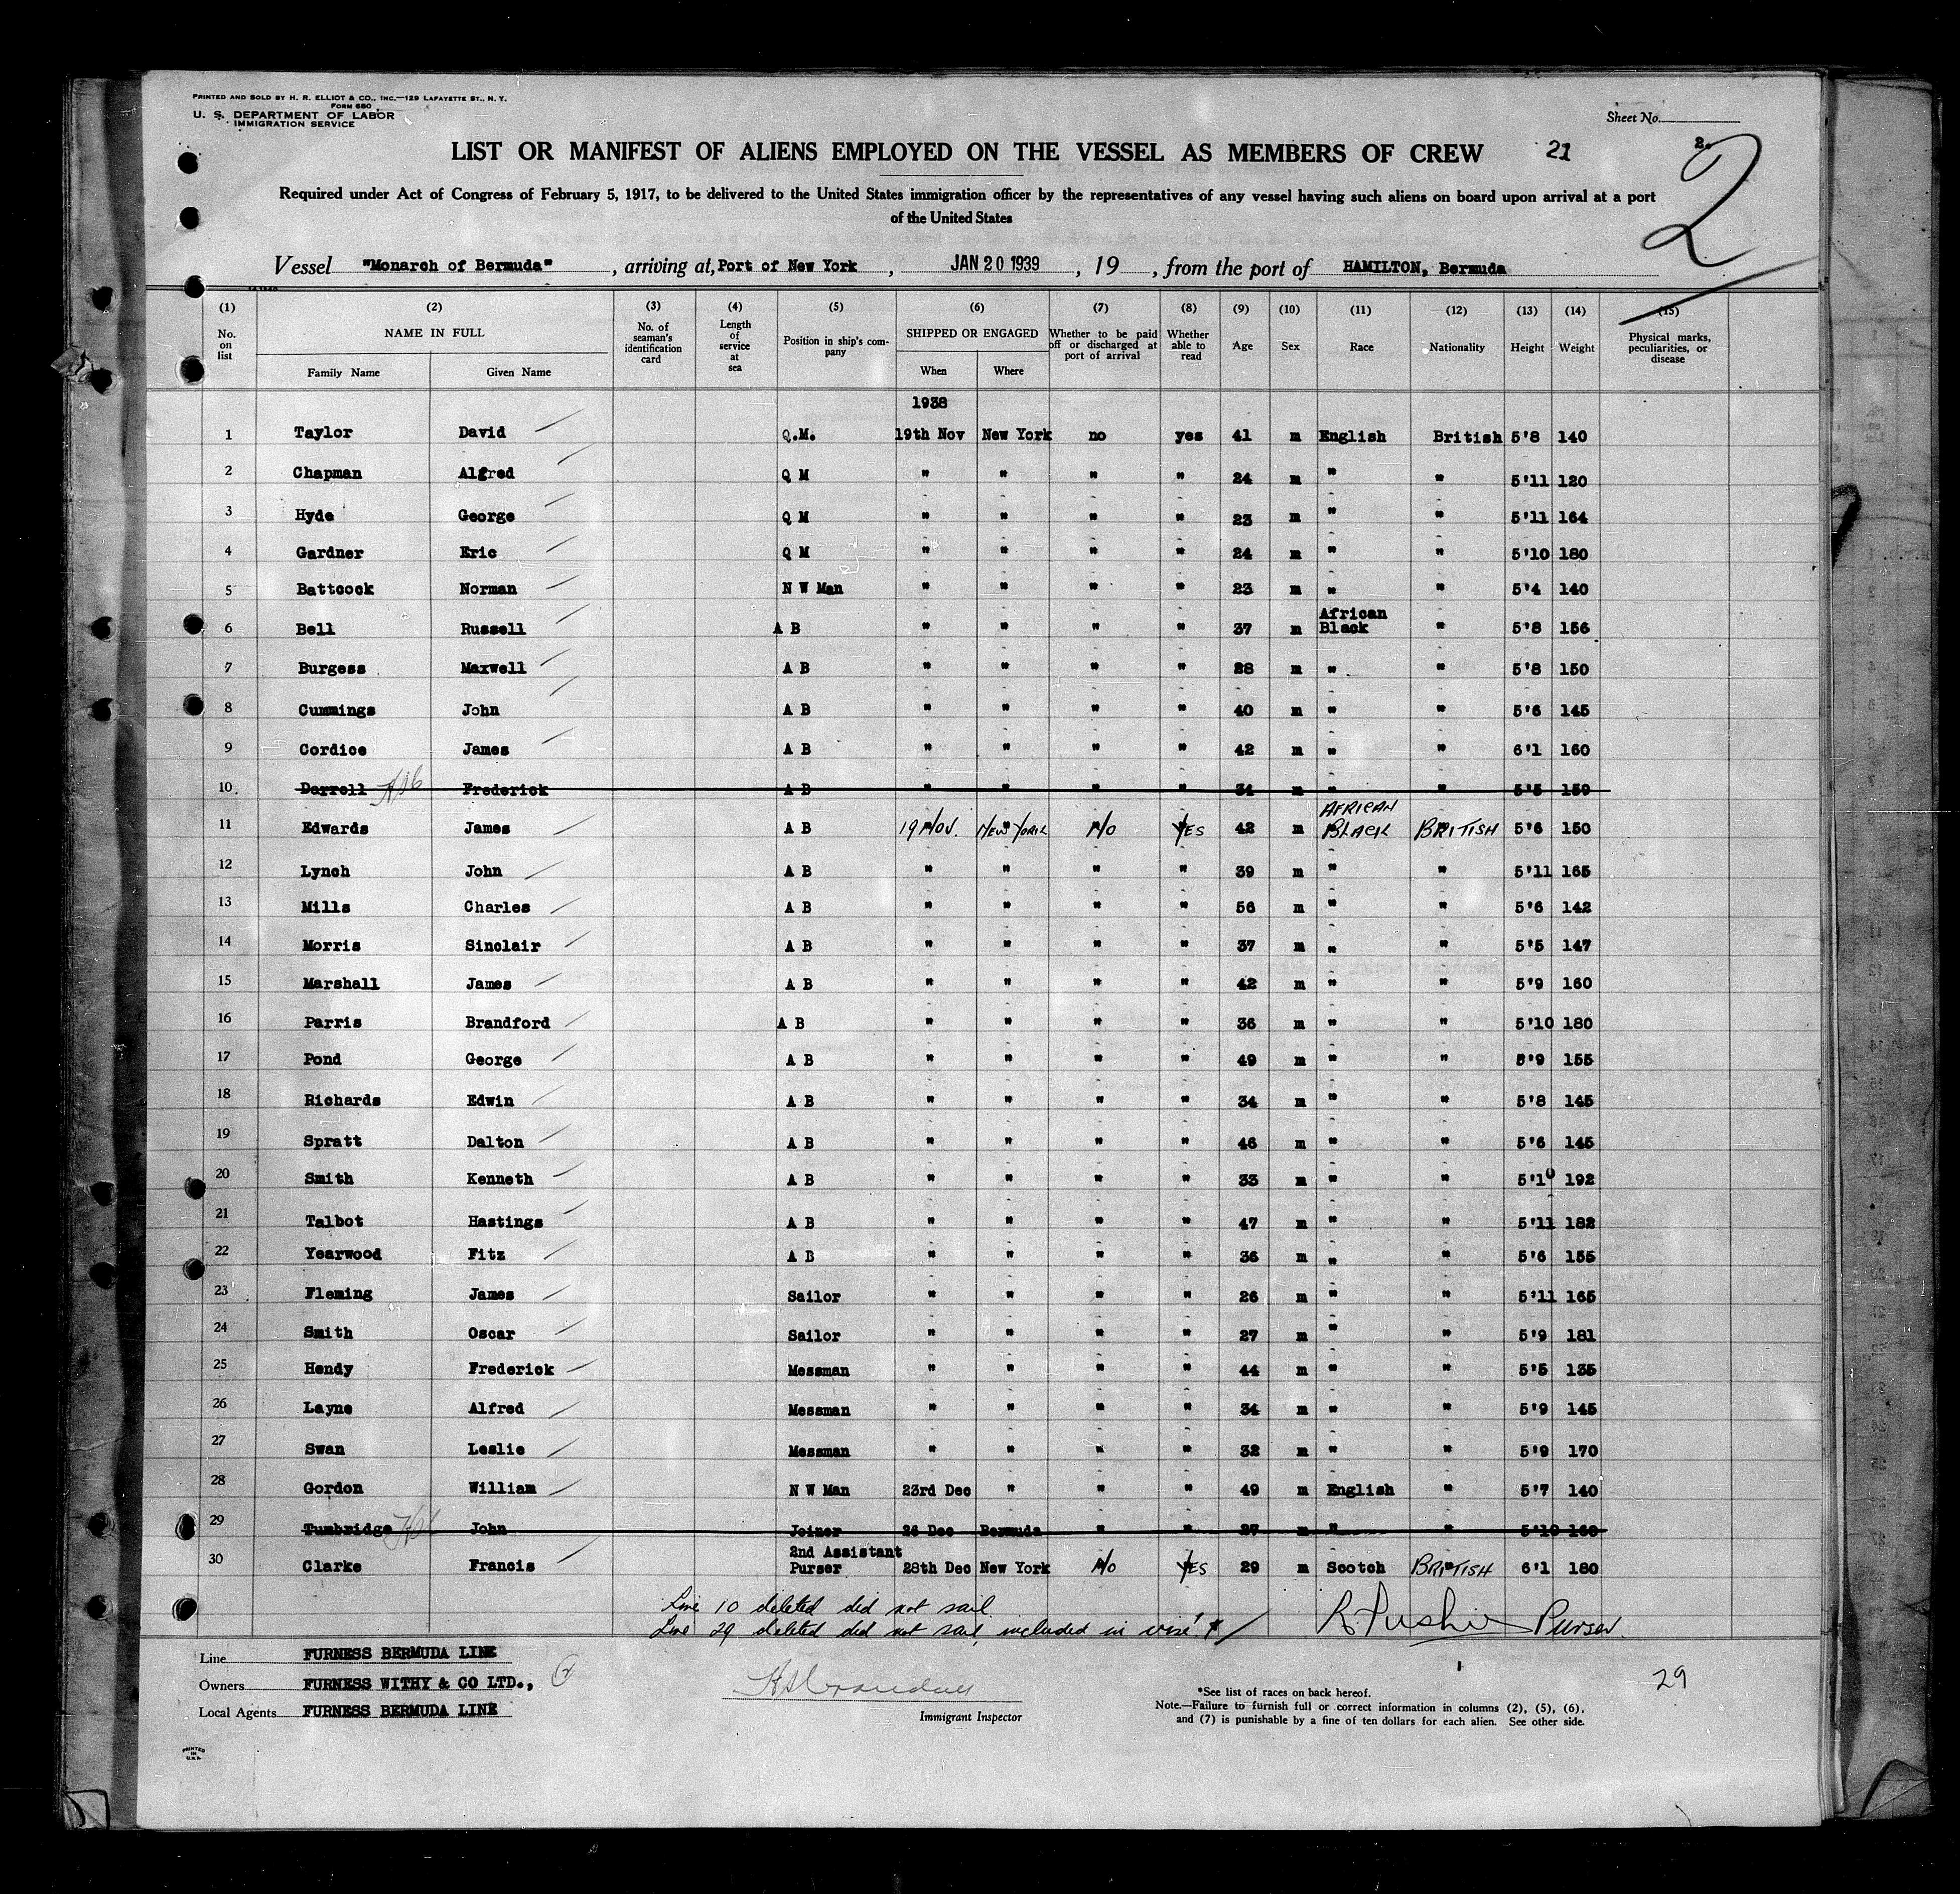 PRINTED AND SOLD BY H. R. ELLIOT & CO., INC.—129 LAFAYETTE ST., N. Y.
FORM 680
U. S. DEPARTMENT OF LABOR
IMMIGRATION SERVICE
Sheet No.
LIST OR MANIFEST OF ALIENS EMPLOYED ON THE VESSEL AS MEMBERS OF CREW 21 2
Required under Act of Congress of February 5, 1917, to be delivered to the United States immigration officer by the representatives of any vessel having such aliens on board upon arrival at a port
of the United States
Vessel "Monarch of Bermuda", arriving at, Port of New York, JAN 20 1939, 19, from the port of HAMILTON, Bermuda
(1) (2) (3) (4) (5) (6) (7) (8) (9) (10) (11) (12) (13) (14) (15)
No. on list NAME IN FULL Family Name Given Name No. of seaman's identification card Length of service at sea Position in ship's company SHIPPED OR ENGAGED When Where Whether to be paid off or discharged at port of arrival Whether able to read Age Sex Race Nationality Height Weight Physical marks, peculiarities, or disease
1938
1 Taylor David Q.M. 19th Nov New York no yes 41 m English British 5'8 140
2 Chapman Alfred Q M " " " " 24 m " " 5'11 120
3 Hyde George Q M " " " " 23 m " " 5'11 164
4 Gardner Eric Q M " " " " 24 m " " 5'10 180
5 Battcock Norman N W Man " " " " 23 m " " 5'4 140
6 Bell Russell A B " " " " 37 m African Black " 5'8 156
7 Burgess Maxwell A B " " " " 28 m " " 5'8 150
8 Cummings John A B " " " " 40 m " " 5'6 145
9 Cordice James A B " " " " 42 m " " 6'1 160
10 Darrell Frederick A B " " " " 34 m " " 5'5 159
11 Edwards James A B 19 Nov. New York No Yes 42 m AFRICAN BLACK BRITISH 5'6 150
12 Lynch John A B " " " " 39 m " " 5'11 165
13 Mills Charles A B " " " " 56 m " " 5'6 142
14 Morris Sinclair A B " " " " 37 m " " 5'5 147
15 Marshall James A B " " " " 42 m " " 5'9 160
16 Parris Brandford A B " " " " 36 m " " 5'10 180
17 Pond George A B " " " " 49 m " " 5'9 155
18 Richards Edwin A B " " " " 34 m " " 5'8 145
19 Spratt Dalton A B " " " " 46 m " " 5'6 145
20 Smith Kenneth A B " " " " 33 m " " 5'10 192
21 Talbot Hastings A B " " " " 47 m " " 5'11 182
22 Yearwood Fitz A B " " " " 36 m " " 5'6 155
23 Fleming James Sailor " " " " 26 m " " 5'11 165
24 Smith Oscar Sailor " " " " 27 m " " 5'9 181
25 Hendy Frederick Messman " " " " 44 m " " 5'5 135
26 Layne Alfred Messman " " " " 34 m " " 5'9 145
27 Swan Leslie Messman " " " " 32 m " " 5'9 170
28 Gordon William N W Man 23rd Dec " " " 49 m English " 5'7 140
29 Tumbridge John Joiner 26 Dec Bermuda " " 27 m " " 5'10 160
30 Clarke Francis 2nd Assistant Purser 28th Dec New York No Yes 29 m Scotch BRITISH 6'1 180
Line 10 deleted did not sail
Line 29 deleted did not sail, included in Purser
Line FURNESS BERMUDA LINE
Owners FURNESS WITHY & CO LTD.,
Local Agents FURNESS BERMUDA LINE
Immigrant Inspector
29
*See list of races on back hereof.
Note.—Failure to furnish full or correct information in columns (2), (5), (6),
and (7) is punishable by a fine of ten dollars for each alien. See other side.
PRINTED IN U.S.A.